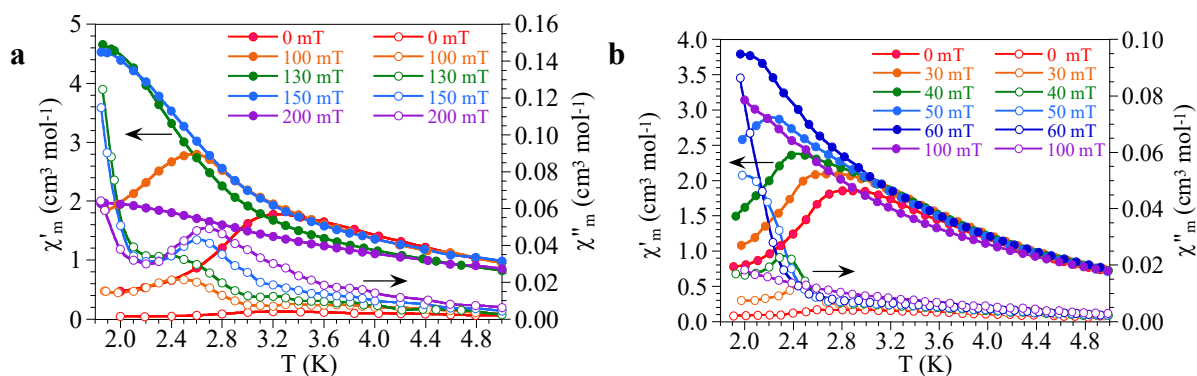 a
χ'm (cm³ mol⁻¹)
5
4
3
2
1
0
0 mT 0 mT
100 mT 100 mT
130 mT 130 mT
150 mT 150 mT
200 mT 200 mT
0.16
0.14
0.12
0.10
0.08
0.06
0.04
0.02
0.00
χ''m (cm³ mol⁻¹)
2.0 2.4 2.8 3.2 3.6 4.0 4.4 4.8
T (K)
b
χ'm (cm³ mol⁻¹)
4.0
3.5
3.0
2.5
2.0
1.5
1.0
0.5
0.0
0 mT 0 mT
30 mT 30 mT
40 mT 40 mT
50 mT 50 mT
60 mT 60 mT
100 mT 100 mT
0.10
0.08
0.06
0.04
0.02
0.00
χ''m (cm³ mol⁻¹)
2.0 2.4 2.8 3.2 3.6 4.0 4.4 4.8
T (K)